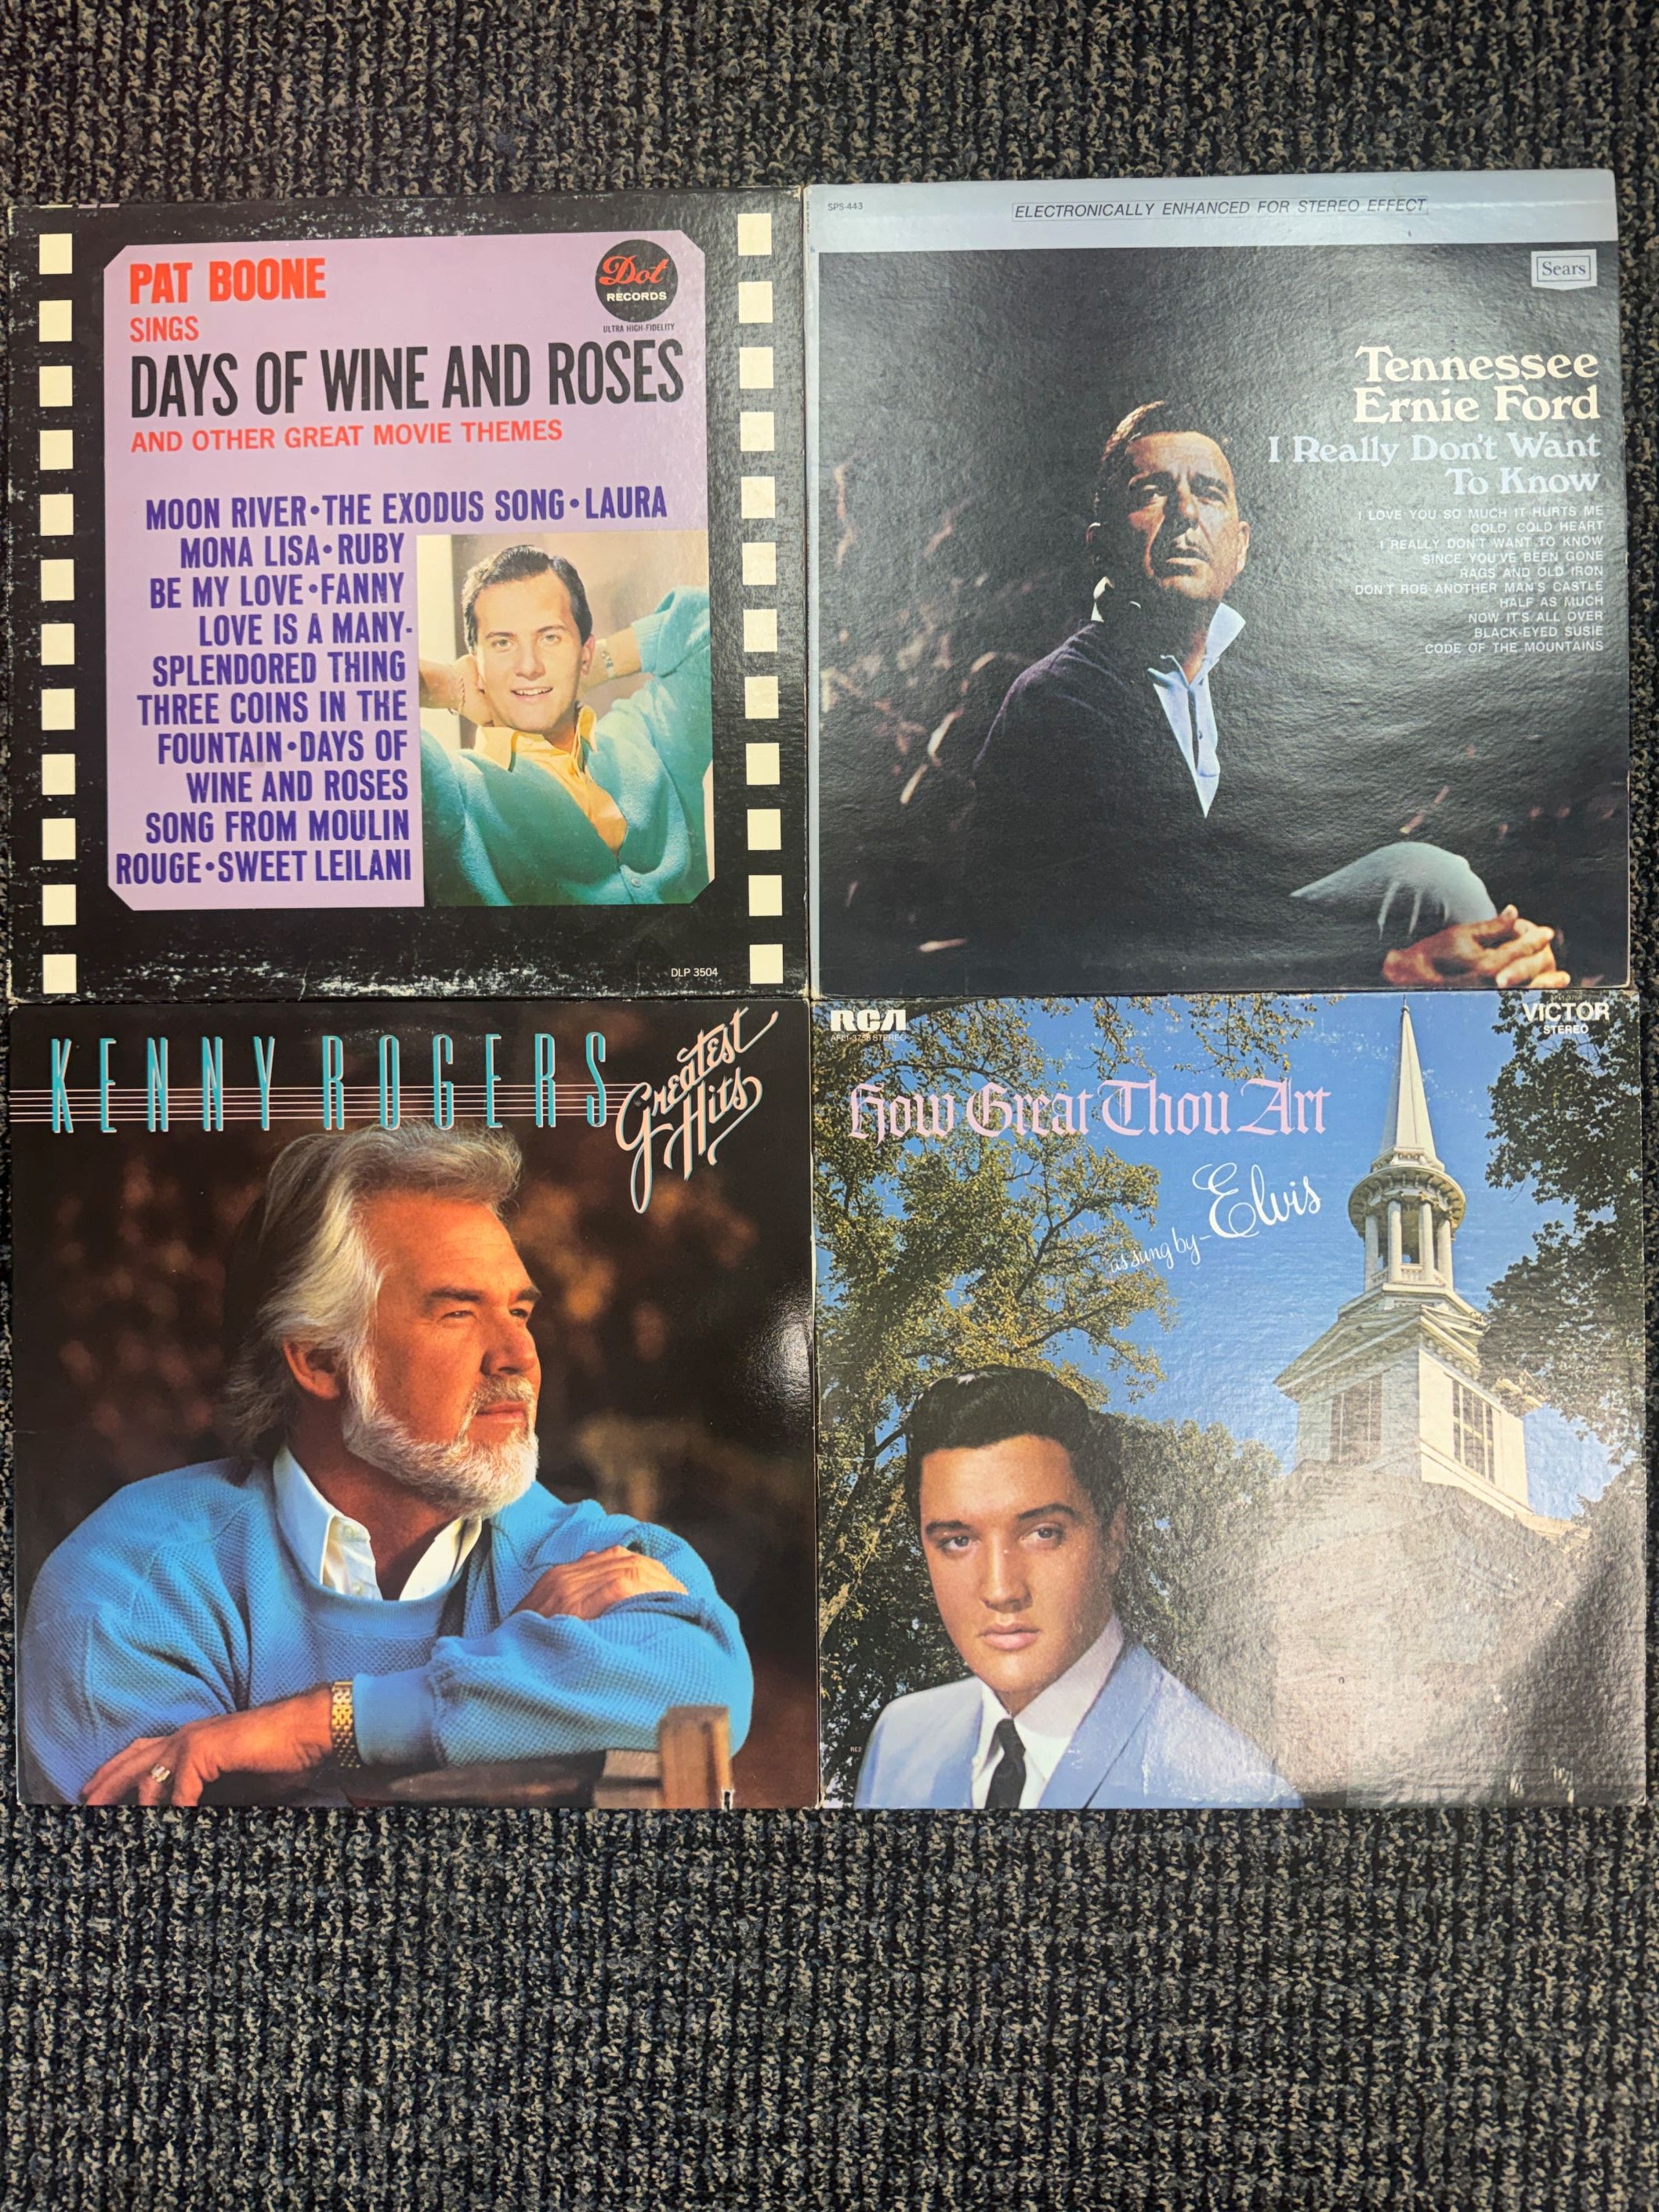 PAT BOONE
SINGS
DAYS OF WINE AND ROSES
AND OTHER GREAT MOVIE THEMES
Dot
RECORDS
ULTRA HIGH-FIDELITY
MOON RIVER•THE EXODUS SONG•LAURA
MONA LISA•RUBY
BE MY LOVE•FANNY
LOVE IS A MANY-
SPLENDORED THING
THREE COINS IN THE
FOUNTAIN•DAYS OF
WINE AND ROSES
SONG FROM MOULIN
ROUGE•SWEET LEILANI
DLP 3504
SPS-443
ELECTRONICALLY ENHANCED FOR STEREO EFFECT
Sears
Tennessee
Ernie Ford
I Really Don't Want
To Know
I LOVE YOU SO MUCH IT HURTS ME
COLD, COLD HEART
I REALLY DON'T WANT TO KNOW
SINCE YOU'VE BEEN GONE
RAGS AND OLD IRON
DON'T ROB ANOTHER MAN'S CASTLE
HALF AS MUCH
NOW IT'S ALL OVER
BLACK-EYED SUSIE
CODE OF THE MOUNTAINS
KENNY ROGERS
Greatest
Hits
RCA
AFL1-3758 STEREO
VICTOR
STEREO
How Great Thou Art
as sung by-Elvis
RE2